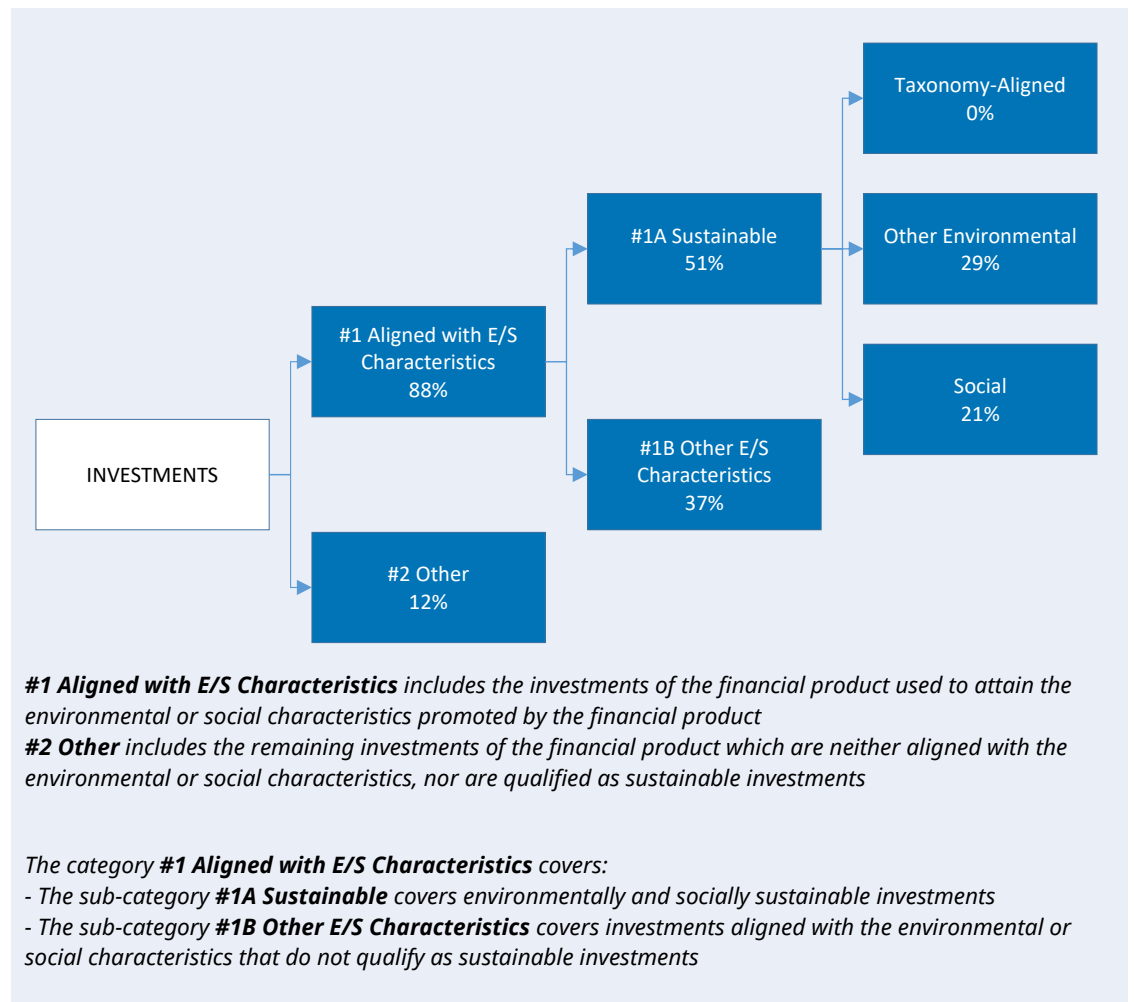 Taxonomy-Aligned
0%
#1A Sustainable
51%
Other Environmental
29%
#1 Aligned with E/S
Characteristics
88%
Social
21%
INVESTMENTS
#1B Other E/S
Characteristics
37%
#2 Other
12%
#1 Aligned with E/S Characteristics includes the investments of the financial product used to attain the
environmental or social characteristics promoted by the financial product
#2 Other includes the remaining investments of the financial product which are neither aligned with the
environmental or social characteristics, nor are qualified as sustainable investments
The category #1 Aligned with E/S Characteristics covers:
- The sub-category #1A Sustainable covers environmentally and socially sustainable investments
- The sub-category #1B Other E/S Characteristics covers investments aligned with the environmental or
social characteristics that do not qualify as sustainable investments